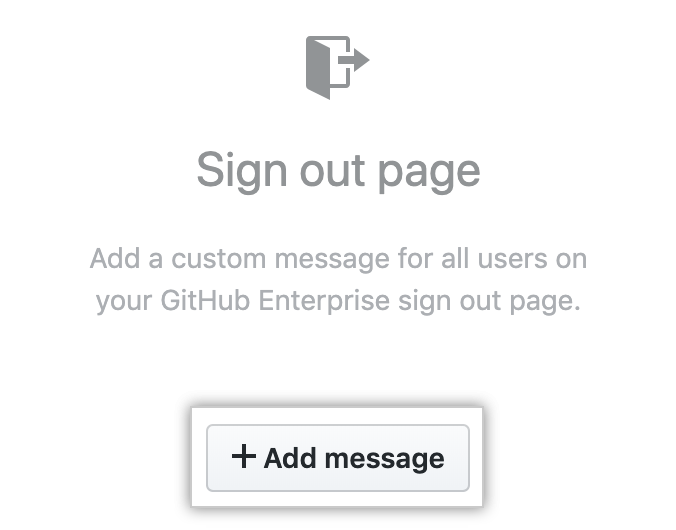 Sign out page
Add a custom message for all users on
your GitHub Enterprise sign out page.
+ Add message